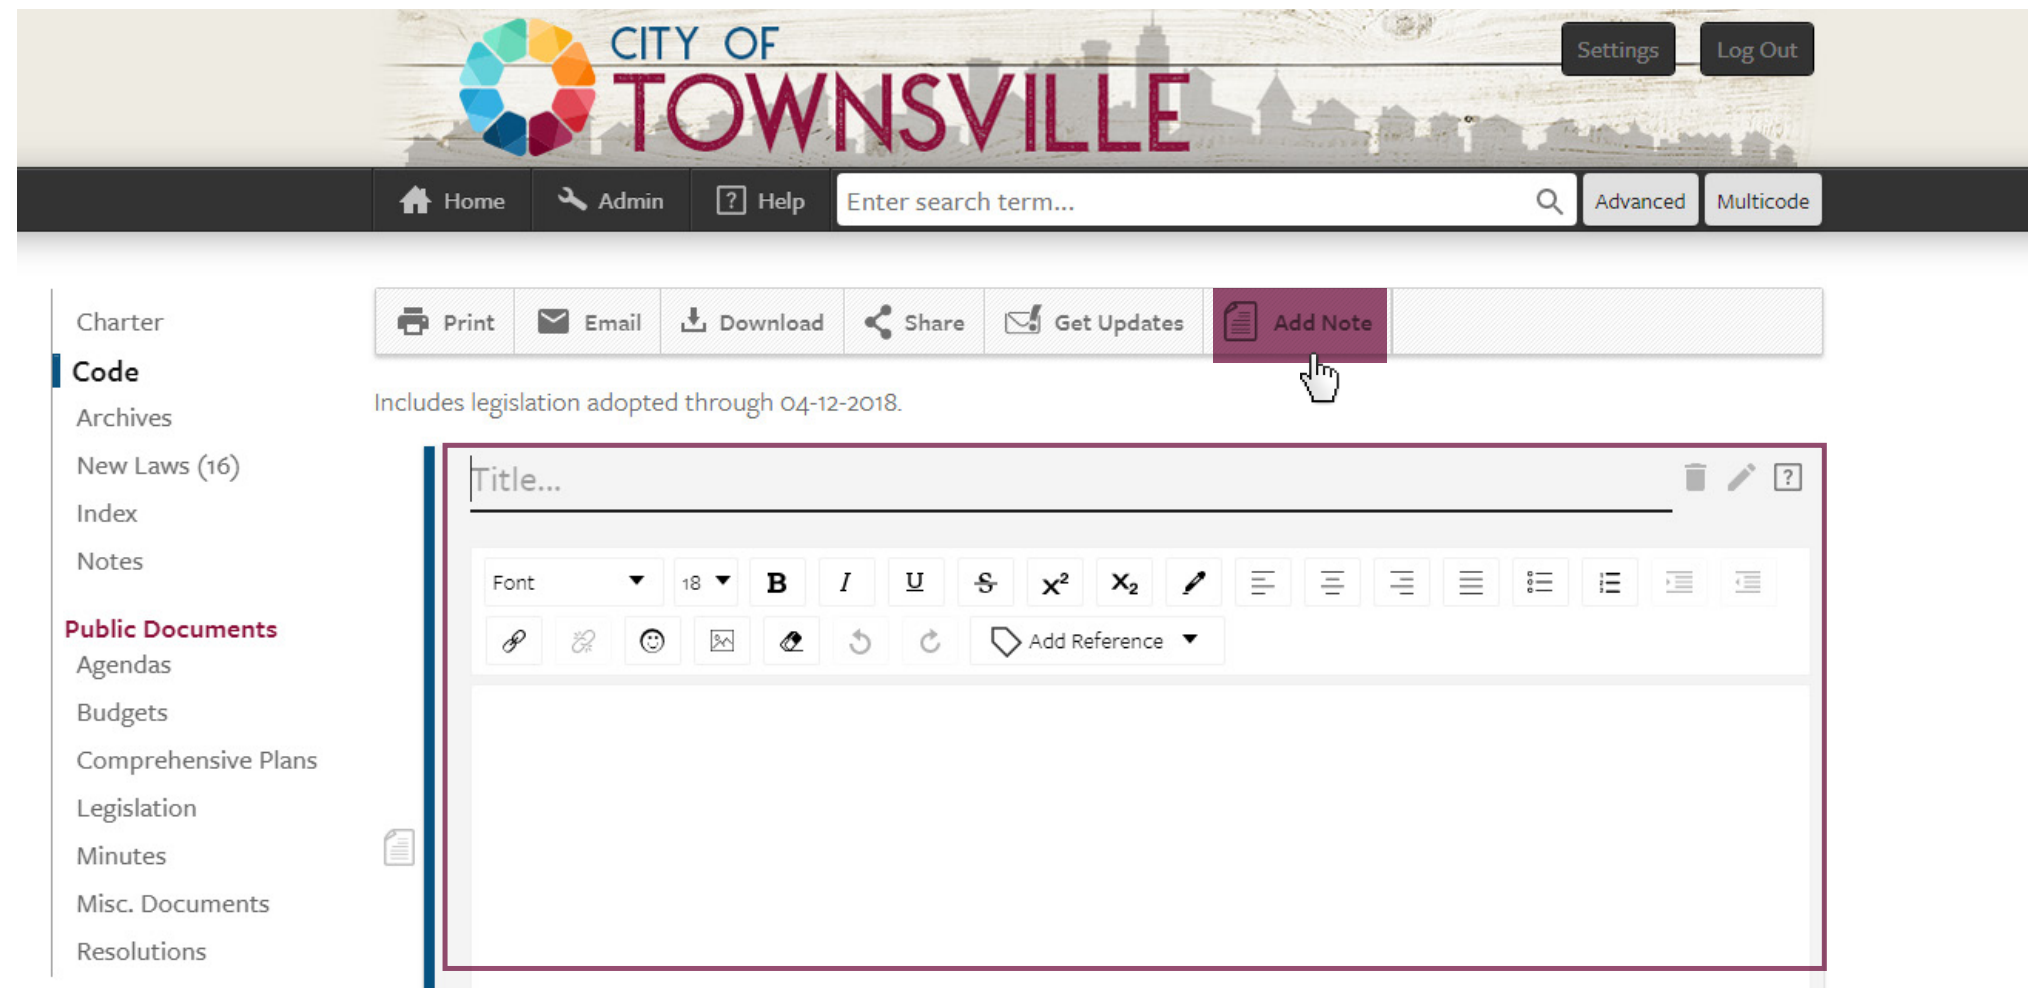 CITY OF
TOWNSVILLE
Settings
Log Out
Home
Admin
? Help
Enter search term...
Advanced
Multicode
Charter
Code
Archives
New Laws (16)
Index
Notes
Public Documents
Agendas
Budgets
Comprehensive Plans
Legislation
Minutes
Misc. Documents
Resolutions
Print
Email
Download
Share
Get Updates
Add Note
Includes legislation adopted through 04-12-2018.
Title...
?
Font 18 B I U S X² X₂
Add Reference